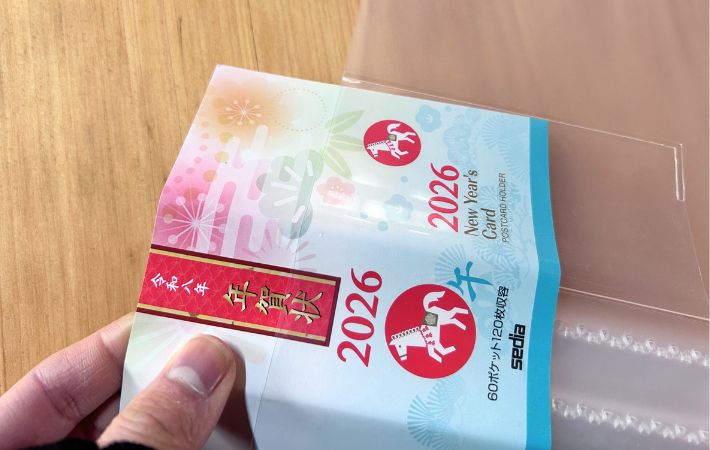 令和八年
年賀状
2026
午
60ポケット120枚収容
sedia
2026
New Year's
Card
POSTCARD HOLDER